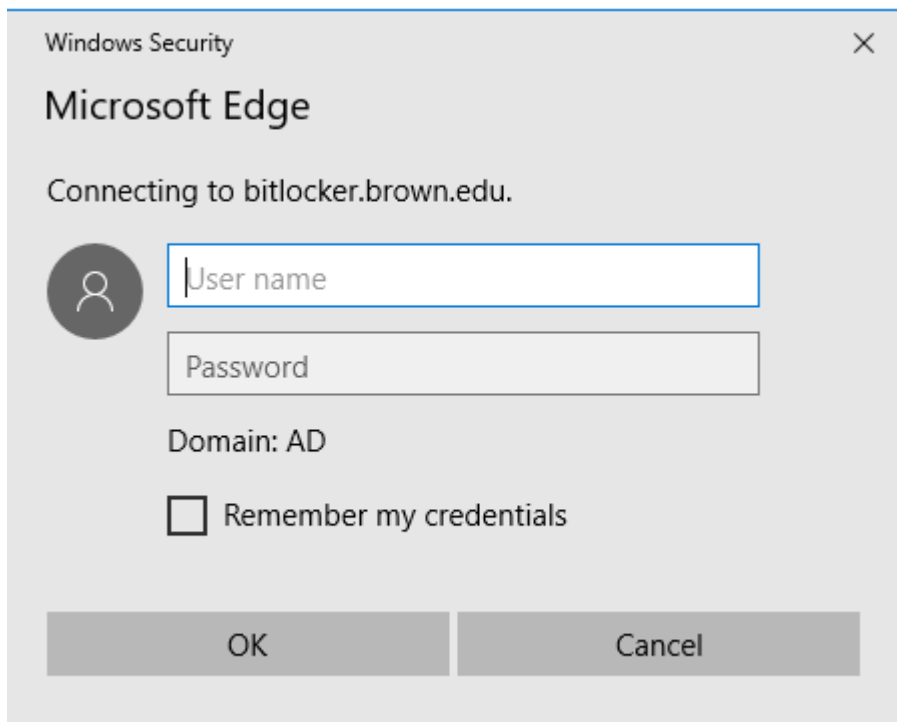 Windows Security
Microsoft Edge
Connecting to bitlocker.brown.edu.
User name
Password
Domain: AD
Remember my credentials
OK
Cancel